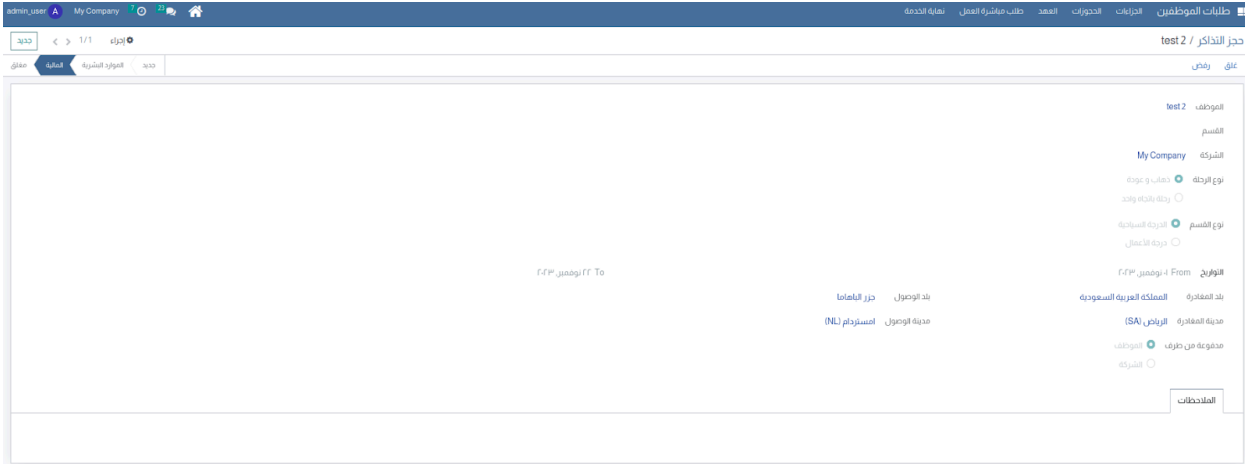 طلبات الموظفين الجزاءات الحجوزات العهد طلب مباشرة العمل نهاية الخدمة 23 7 My Company A admin_user
حجز التذاكر / test 2 إجراء 1/1 جديد
غلق رفض جديد الموارد البشرية المالية مغلق
الموظف test 2
القسم
الشركة My Company
نوع الرحلة ذهاب و عودة
رحلة باتجاه واحد
نوع القسم الدرجة السياحية
درجة الأعمال
التواريخ From ٠١ نوفمبر، ٢٠٢٣ To ٢٢ نوفمبر، ٢٠٢٣
بلد المغادرة المملكة العربية السعودية بلد الوصول جزر الباهاما
مدينة المغادرة الرياض (SA) مدينة الوصول امستردام (NL)
مدفوعة من طرف الموظف
الشركة
الملاحظات